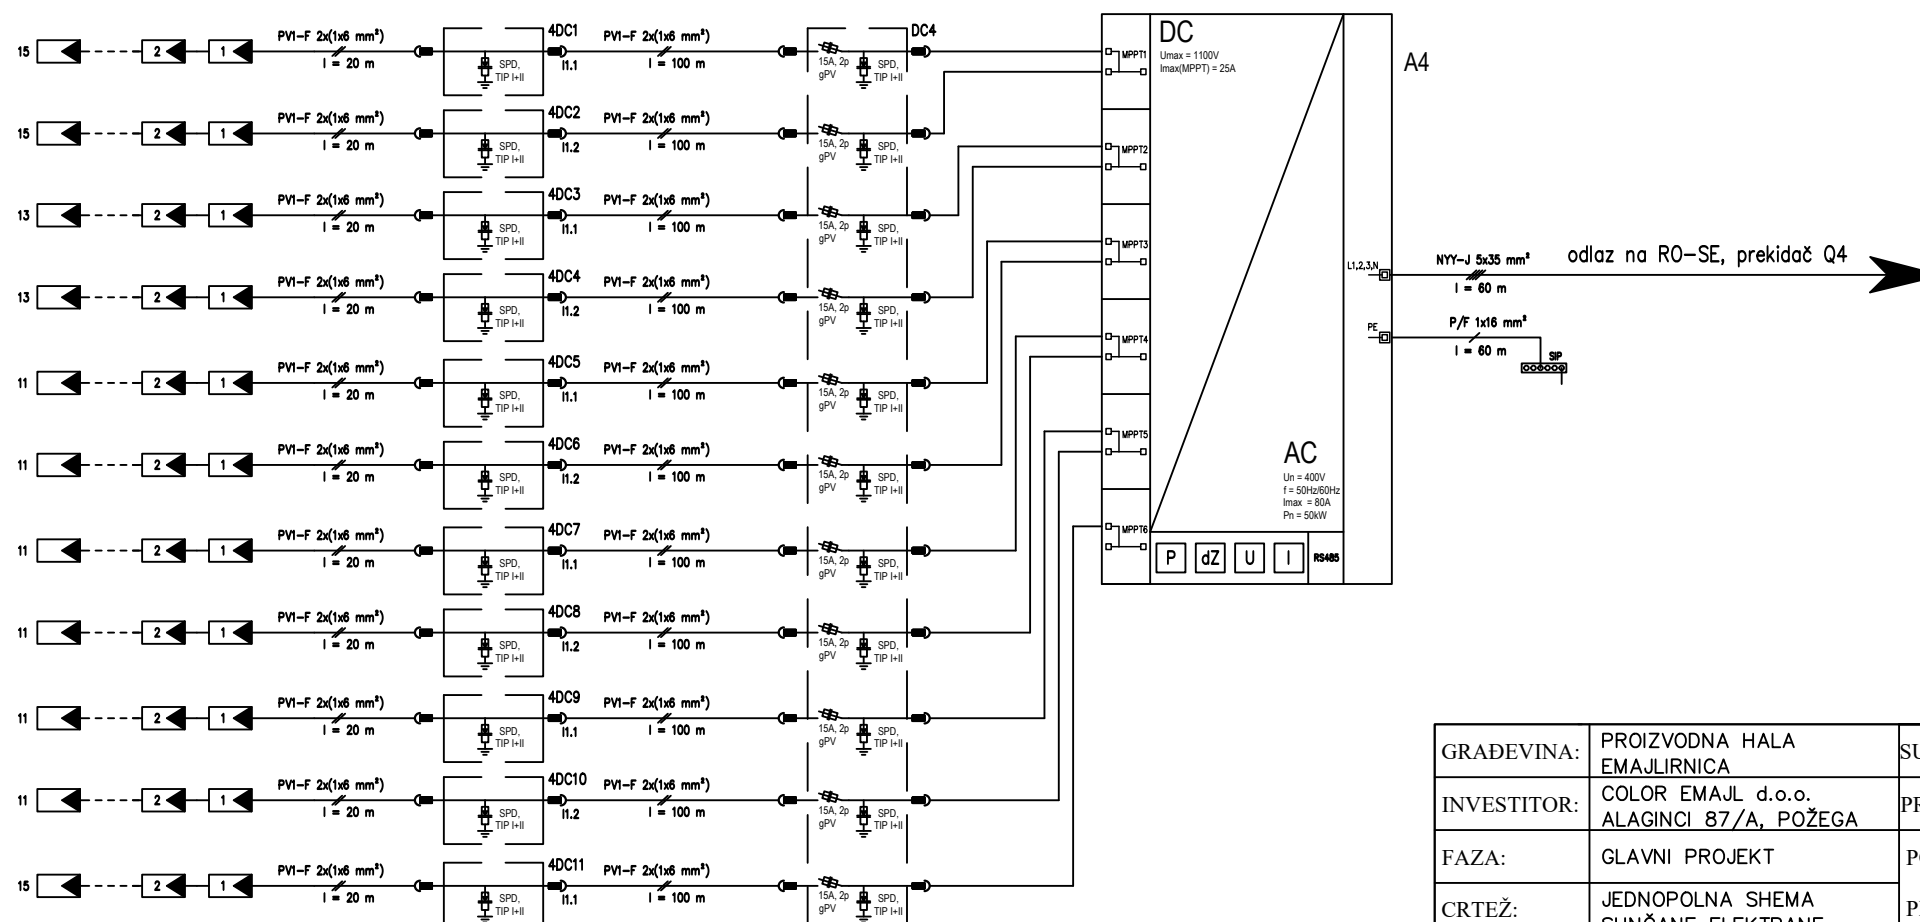 15 2 1 PV1-F 2x(1x6 mm²) l = 20 m SPD, TIP I+II 4DC1 I1.1 PV1-F 2x(1x6 mm²) l = 100 m 15A, 2p gPV SPD, TIP I+II DC4
15 2 1 PV1-F 2x(1x6 mm²) l = 20 m SPD, TIP I+II 4DC2 I1.2 PV1-F 2x(1x6 mm²) l = 100 m 15A, 2p gPV SPD, TIP I+II
13 2 1 PV1-F 2x(1x6 mm²) l = 20 m SPD, TIP I+II 4DC3 I1.1 PV1-F 2x(1x6 mm²) l = 100 m 15A, 2p gPV SPD, TIP I+II
13 2 1 PV1-F 2x(1x6 mm²) l = 20 m SPD, TIP I+II 4DC4 I1.2 PV1-F 2x(1x6 mm²) l = 100 m 15A, 2p gPV SPD, TIP I+II
11 2 1 PV1-F 2x(1x6 mm²) l = 20 m SPD, TIP I+II 4DC5 I1.1 PV1-F 2x(1x6 mm²) l = 100 m 15A, 2p gPV SPD, TIP I+II
11 2 1 PV1-F 2x(1x6 mm²) l = 20 m SPD, TIP I+II 4DC6 I1.2 PV1-F 2x(1x6 mm²) l = 100 m 15A, 2p gPV SPD, TIP I+II
11 2 1 PV1-F 2x(1x6 mm²) l = 20 m SPD, TIP I+II 4DC7 I1.1 PV1-F 2x(1x6 mm²) l = 100 m 15A, 2p gPV SPD, TIP I+II
11 2 1 PV1-F 2x(1x6 mm²) l = 20 m SPD, TIP I+II 4DC8 I1.2 PV1-F 2x(1x6 mm²) l = 100 m 15A, 2p gPV SPD, TIP I+II
11 2 1 PV1-F 2x(1x6 mm²) l = 20 m SPD, TIP I+II 4DC9 I1.1 PV1-F 2x(1x6 mm²) l = 100 m 15A, 2p gPV SPD, TIP I+II
11 2 1 PV1-F 2x(1x6 mm²) l = 20 m SPD, TIP I+II 4DC10 I1.2 PV1-F 2x(1x6 mm²) l = 100 m 15A, 2p gPV SPD, TIP I+II
15 2 1 PV1-F 2x(1x6 mm²) l = 20 m SPD, TIP I+II 4DC11 I1.1 PV1-F 2x(1x6 mm²) l = 100 m 15A, 2p gPV SPD, TIP I+II
MPPT1
MPPT2
MPPT3
MPPT4
MPPT5
MPPT6
DC
Umax = 1100V
Imax(MPPT) = 25A
A4
AC
Un = 400V
f = 50Hz/60Hz
Imax = 80A
Pn = 50kW
P dZ U I RS485
L1,2,3,N
NYY-J 5x35 mm²
l = 60 m
odlaz na RO-SE, prekidač Q4
PE
P/F 1x16 mm²
l = 60 m
SIP
GRAĐEVINA: PROIZVODNA HALA
EMAJLIRNICA
INVESTITOR: COLOR EMAJL d.o.o.
ALAGINCI 87/A, POŽEGA
FAZA: GLAVNI PROJEKT
CRTEŽ: JEDNOPOLNA SHEMA
SUNČANE ELEKTRANE